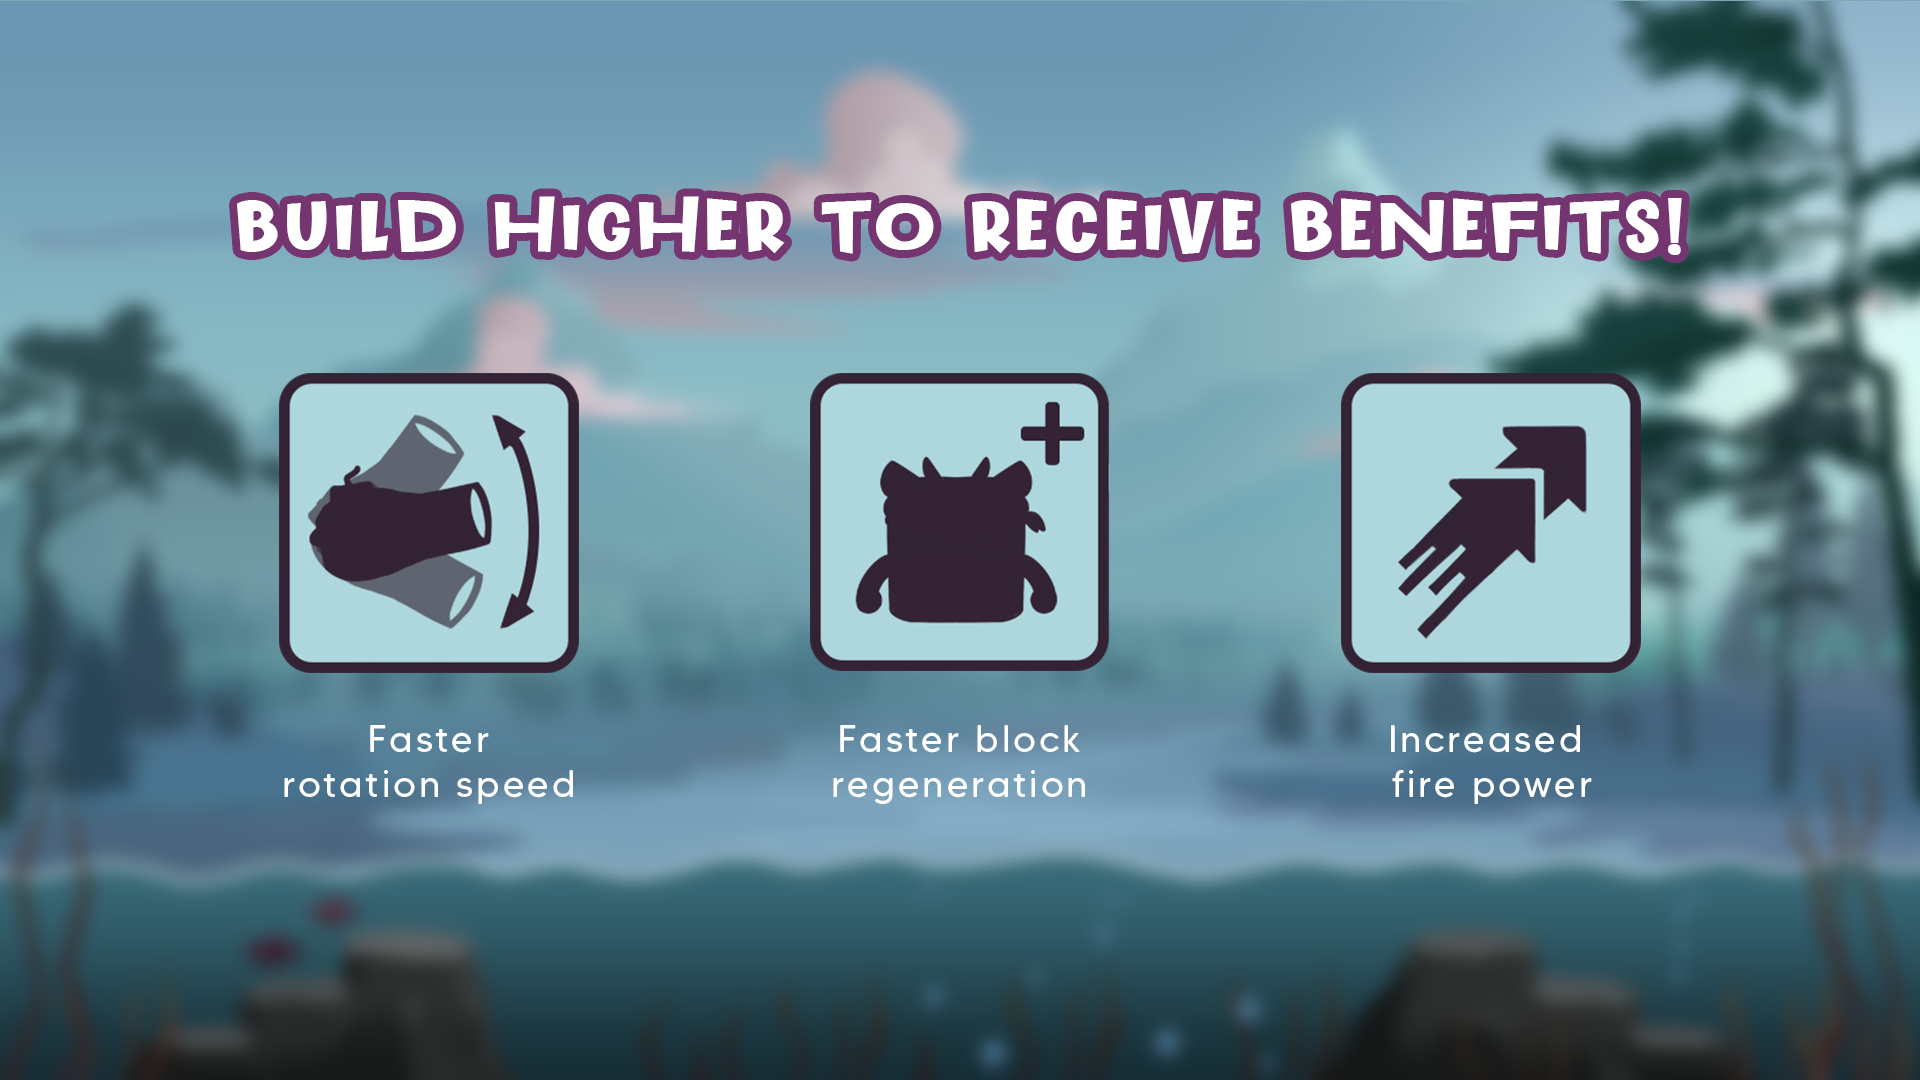 BUILD HIGHER TO RECEIVE BENEFITS!
Faster
rotation speed
Faster block
regeneration
Increased
fire power